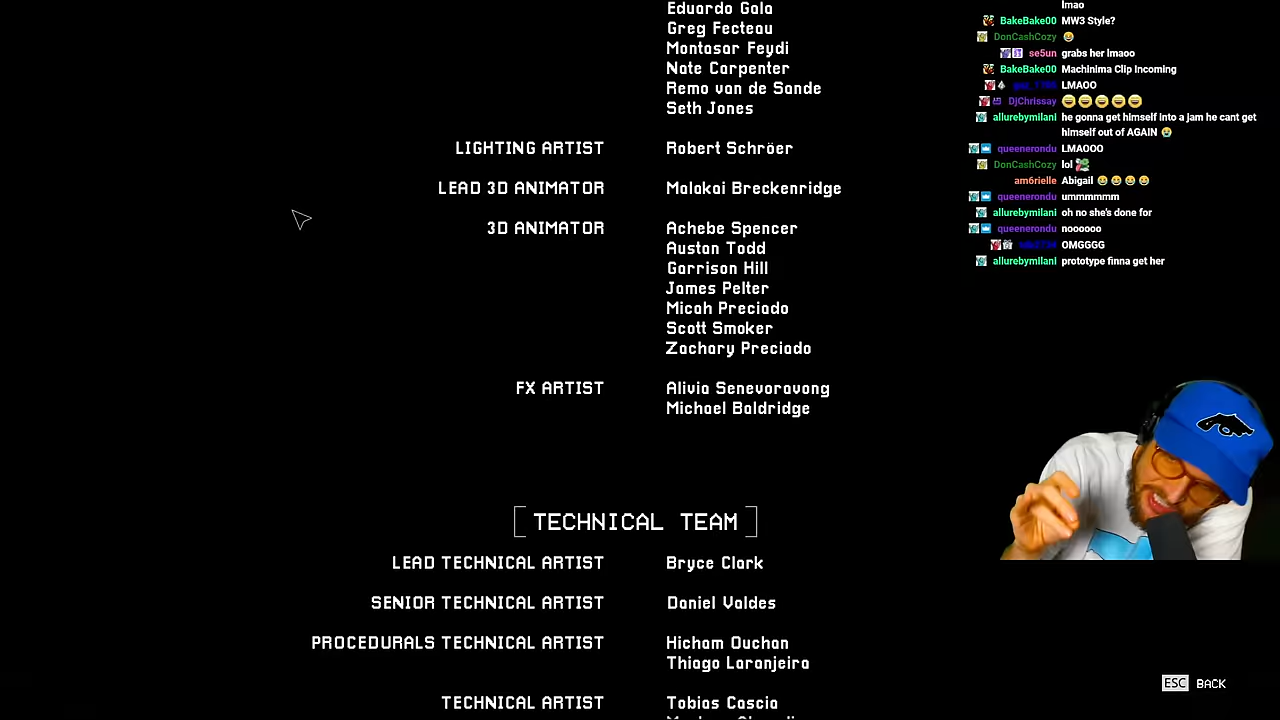 Eduardo Gala
Greg Fecteau
Montasar Feydi
Nate Carpenter
Remo van de Sande
Seth Jones
LIGHTING ARTIST Robert Schröer
LEAD 3D ANIMATOR Malakai Breckenridge
3D ANIMATOR Achebe Spencer
Austan Todd
Garrison Hill
James Pelter
Micah Preciado
Scott Smoker
Zachary Preciado
FX ARTIST Alivia Senevoravong
Michael Baldridge
TECHNICAL TEAM
LEAD TECHNICAL ARTIST Bryce Clark
SENIOR TECHNICAL ARTIST Daniel Valdes
PROCEDURALS TECHNICAL ARTIST Hicham Ouchan
Thiago Laranjeira
TECHNICAL ARTIST Tobias Cascia
lmao
BakeBake00 MW3 Style?
DonCashCozy 😂
se5un grabs her lmaoo
BakeBake00 Machinima Clip Incoming
LMAOO
DjChrissay 😄😄😄😄😄
allurebymilani he gonna get himself into a jam he cant get
himself out of AGAIN 😭
queenerondu LMAOOO
DonCashCozy lol
am6rielle Abigail 😂😂😂😂
queenerondu ummmmmm
allurebymilani oh no she's done for
queenerondu noooooo
OMGGGG
allurebymilani prototype finna get her
ESC BACK